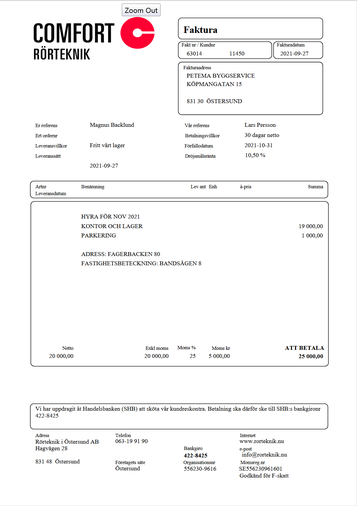 Zoom Out
COMFORT
RÖRTEKNIK
Faktura
Fakt nr / Kundnr
63014 11450
Fakturadatum
2021-09-27
Fakturaadress
PETEMA BYGGSERVICE
KÖPMANGATAN 15
831 30 ÖSTERSUND
Er referens Magnus Backlund
Ert ordernr
Leveransvillkor Fritt vårt lager
Leveranssätt
2021-09-27
Vår referens Lars Persson
Betalningsvillkor 30 dagar netto
Förfallodatum 2021-10-31
Dröjsmålsränta 10,50 %
Artnr Benämning Lev ant Enh à-pris Summa
Leveransdatum
HYRA FÖR NOV 2021
KONTOR OCH LAGER 19 000,00
PARKERING 1 000,00
ADRESS: FAGERBACKEN 80
FASTIGHETSBETECKNING: BANDSÅGEN 8
Netto Exkl moms Moms % Moms kr ATT BETALA
20 000,00 20 000,00 25 5 000,00 25 000,00
Vi har uppdragit åt Handelsbanken (SHB) att sköta vår kundreskontra. Betalning ska därför ske till SHB:s bankgironr
422-8425
Adress
Rörteknik i Östersund AB
Hagvägen 28
831 48 Östersund
Telefon
063-19 91 90
Företagets säte
Östersund
Bankgiro
422-8425
Organisationsnr
556230-9616
Internet
www.rorteknik.nu
e-post
info@rorteknik.nu
Momsreg.nr
SE556230961601
Godkänd för F-skatt